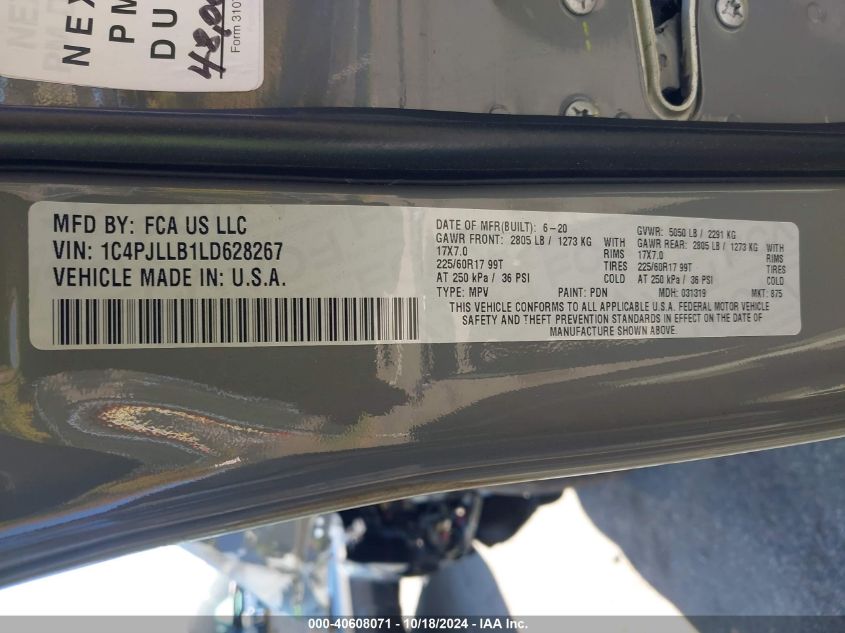 NEX
PM
DU
48,0
Form 310
MFD BY: FCA US LLC
VIN: 1C4PJLLB1LD628267
VEHICLE MADE IN: U.S.A.
DATE OF MFR(BUILT): 6-20 GVWR: 5050 LB / 2291 KG
GAWR FRONT: 2805 LB / 1273 KG WITH GAWR REAR: 2805 LB / 1273 KG WITH
17X7.0 RIMS 17X7.0 RIMS
225/60R17 99T TIRES 225/60R17 99T TIRES
AT 250 kPa / 36 PSI COLD AT 250 kPa / 36 PSI COLD
TYPE: MPV PAINT: PDN MDH: 031319 MKT: 875
THIS VEHICLE CONFORMS TO ALL APPLICABLE U.S.A. FEDERAL MOTOR VEHICLE
SAFETY AND THEFT PREVENTION STANDARDS IN EFFECT ON THE DATE OF
MANUFACTURE SHOWN ABOVE.
000-40608071 - 10/18/2024 - IAA Inc.